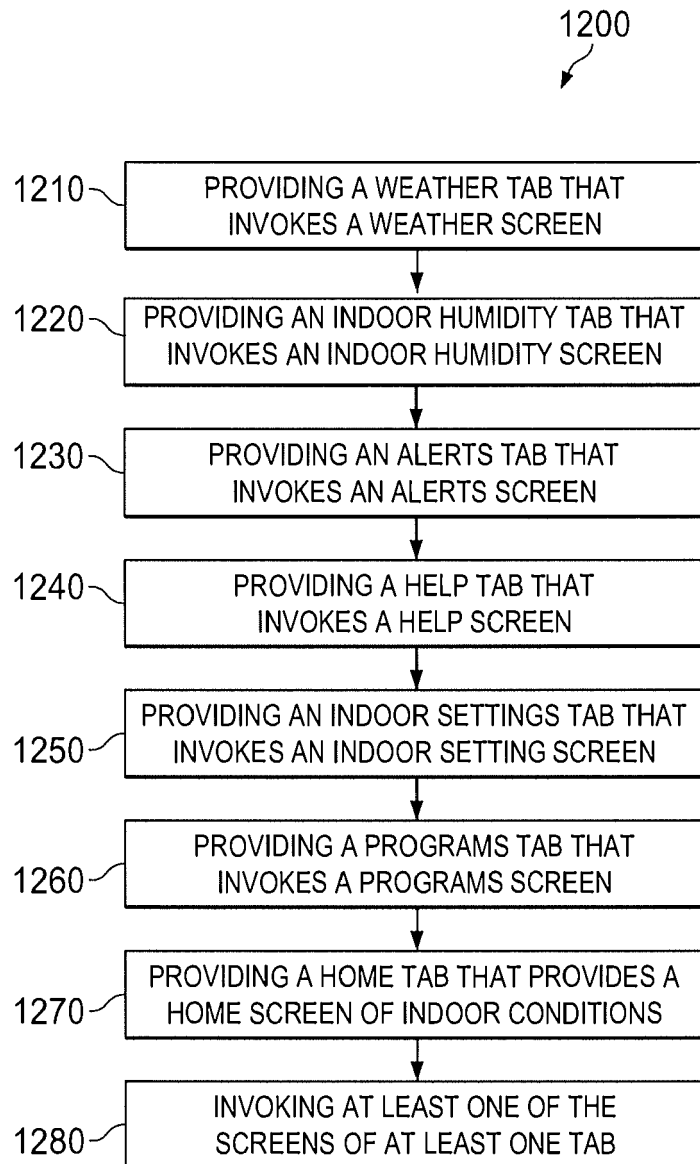 1200
1210
PROVIDING A WEATHER TAB THAT
INVOKES A WEATHER SCREEN
1220
PROVIDING AN INDOOR HUMIDITY TAB THAT
INVOKES AN INDOOR HUMIDITY SCREEN
1230
PROVIDING AN ALERTS TAB THAT
INVOKES AN ALERTS SCREEN
1240
PROVIDING A HELP TAB THAT
INVOKES A HELP SCREEN
1250
PROVIDING AN INDOOR SETTINGS TAB THAT
INVOKES AN INDOOR SETTING SCREEN
1260
PROVIDING A PROGRAMS TAB THAT
INVOKES A PROGRAMS SCREEN
1270
PROVIDING A HOME TAB THAT PROVIDES A
HOME SCREEN OF INDOOR CONDITIONS
1280
INVOKING AT LEAST ONE OF THE
SCREENS OF AT LEAST ONE TAB